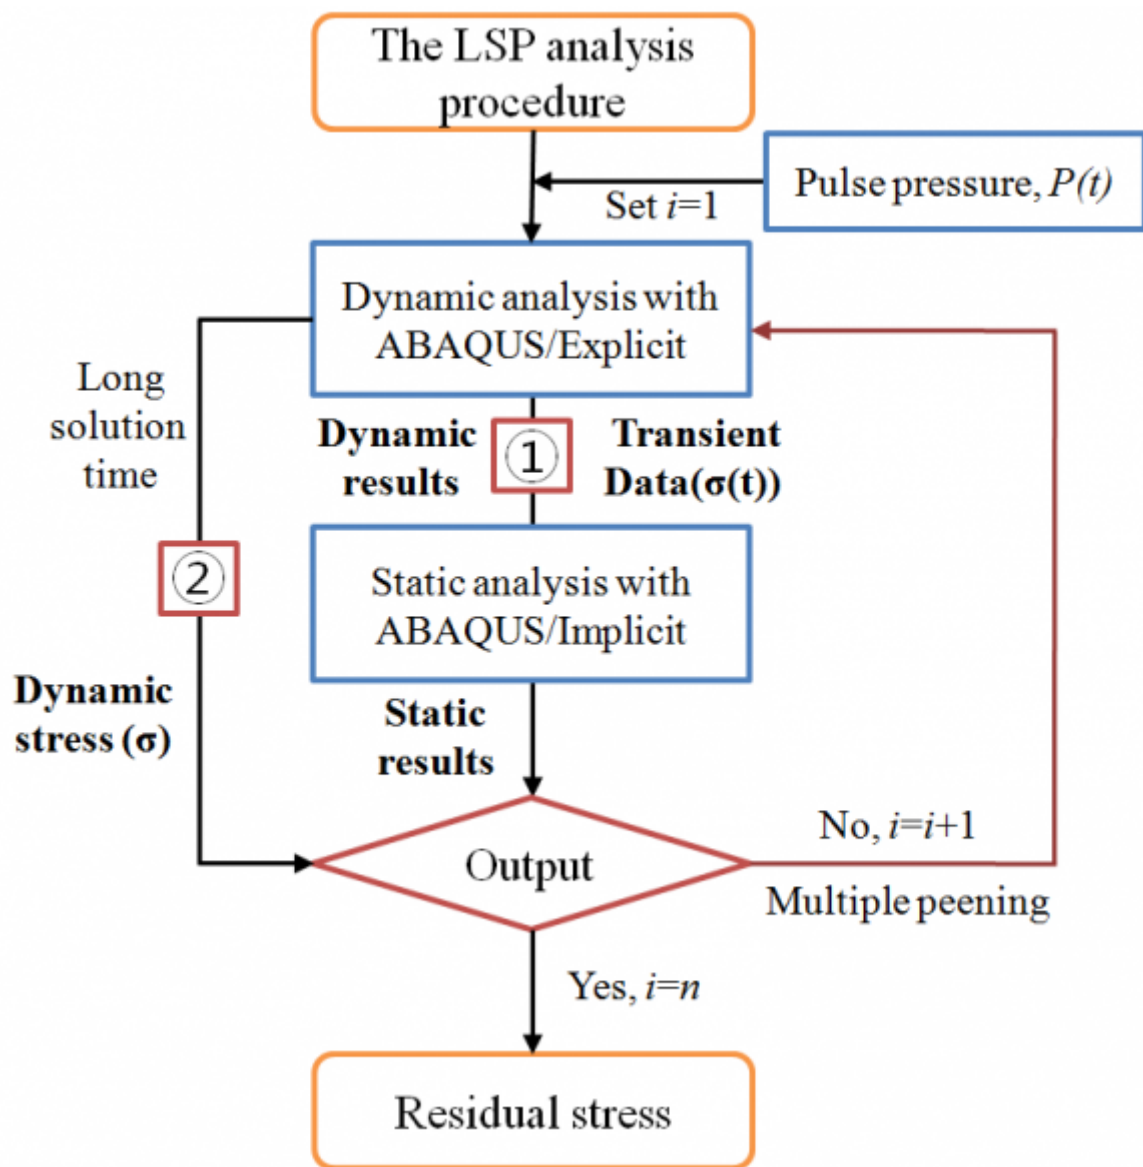 The LSP analysis
procedure
Pulse pressure, P(t)
Set i=1
Dynamic analysis with
ABAQUS/Explicit
Long
solution
time
Dynamic
results
①
Transient
Data(σ(t))
②
Static analysis with
ABAQUS/Implicit
Dynamic
stress (σ)
Static
results
Output
No, i=i+1
Multiple peening
Yes, i=n
Residual stress